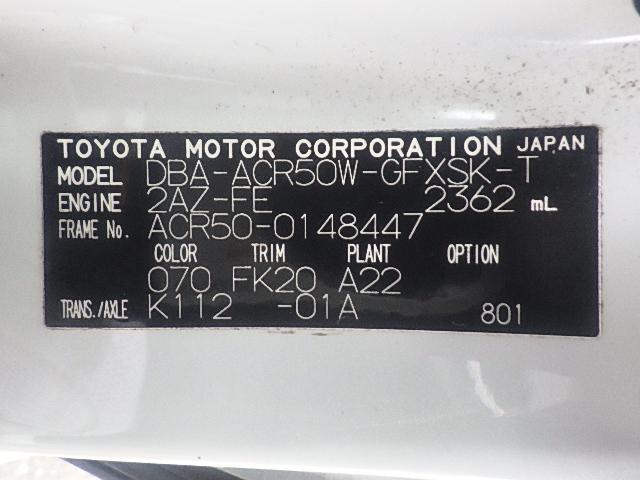 TOYOTA MOTOR CORPORATION JAPAN
MODEL DBA-ACR50W-GFXSK-T
ENGINE 2AZ-FE 2362 mL
FRAME No. ACR50-0148447
COLOR TRIM PLANT OPTION
070 FK20 A22
TRANS./AXLE K112 -01A 801